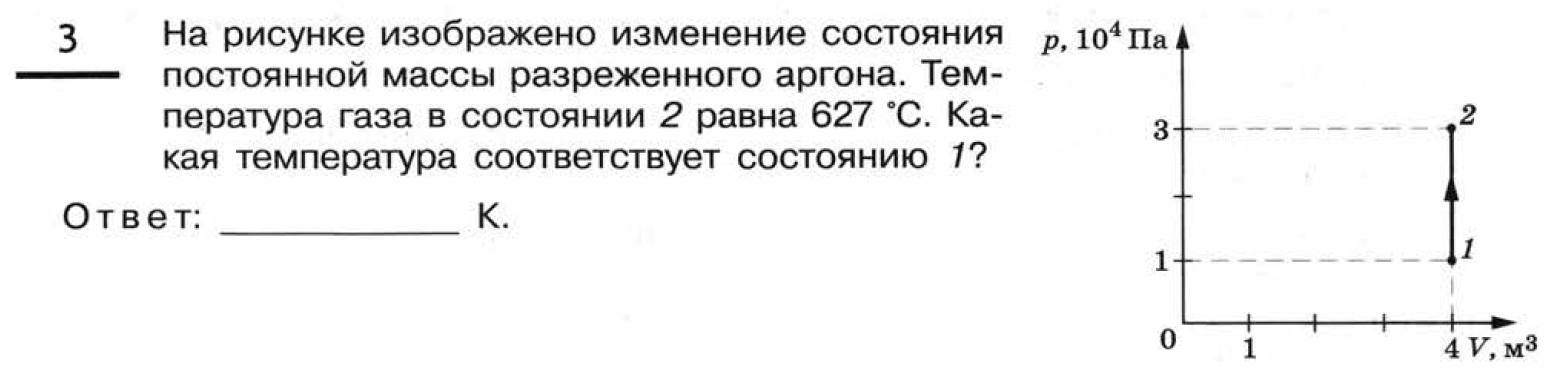 3
На рисунке изображено изменение состояния
постоянной массы разреженного аргона. Тем-
пература газа в состоянии 2 равна 627 °С. Ка-
кая температура соответствует состоянию 1?
Ответ: ____________ К.
p, 10⁴ Па
3
2
1
1
0
1
4
V, м³